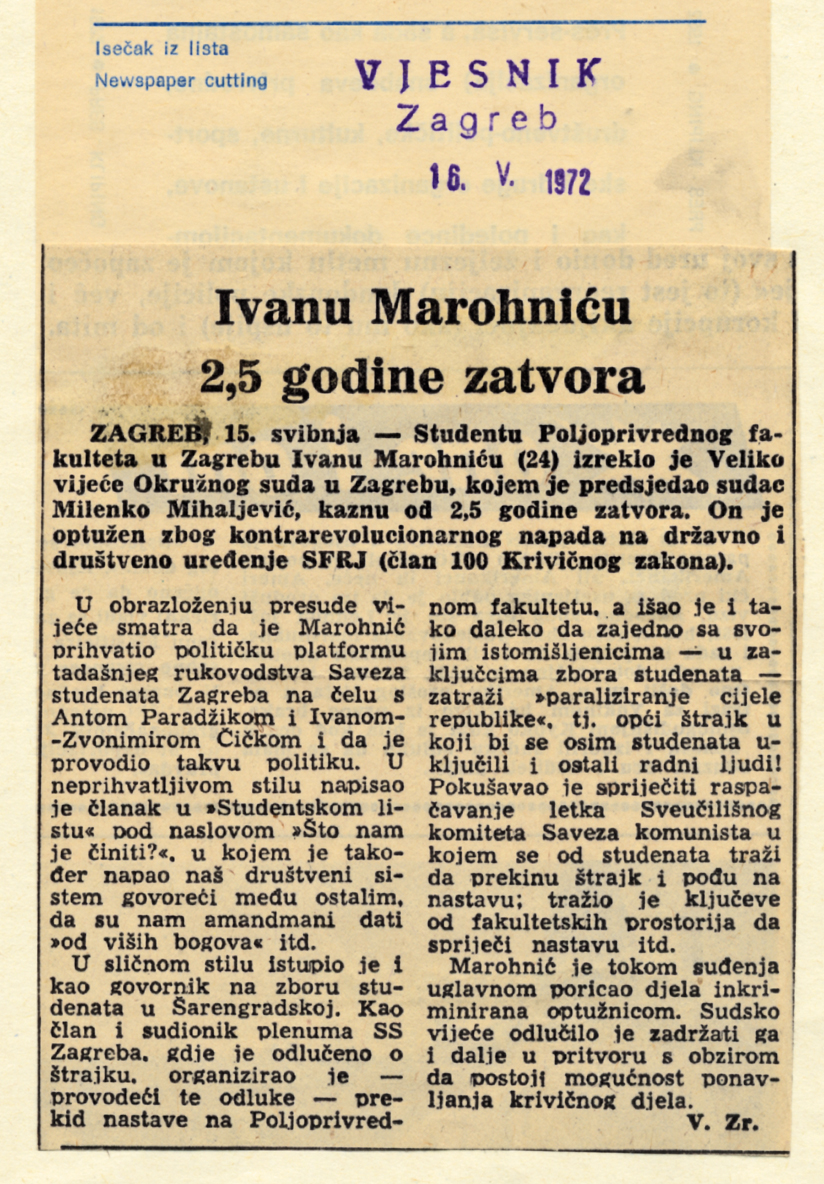 Isečak iz lista
Newspaper cutting
VJESNIK
Zagreb
16. V. 1972
Ivanu Marohniću
2,5 godine zatvora
ZAGREB, 15. svibnja — Studentu Poljoprivrednog fa-
kulteta u Zagrebu Ivanu Marohniću (24) izreklo je Veliko
vijeće Okružnog suda u Zagrebu, kojem je predsjedao sudac
Milenko Mihaljević, kaznu od 2,5 godine zatvora. On je
optužen zbog kontrarevolucionarnog napada na državno i
društveno uređenje SFRJ (član 100 Krivičnog zakona).
U obrazloženju presude vi-
jeće smatra da je Marohnić
prihvatio političku platformu
tadašnjeg rukovodstva Saveza
studenata Zagreba na čelu s
Antom Paradžikom i Ivanom-
-Zvonimirom Čičkom i da je
provodio takvu politiku. U
neprihvatljivom stilu napisao
je članak u »Studentskom li-
stu« pod naslovom »Što nam
je činiti?«, u kojem je tako-
đer napao naš društveni si-
stem govoreći među ostalim,
da su nam amandmani dati
»od viših bogova« itd.
U sličnom stilu istupio je i
kao govornik na zboru stu-
denata u Šarengradskoj. Kao
član i sudionik plenuma SS
Zagreba, gdje je odlučeno o
štrajku, organizirao je —
provodeći te odluke — pre-
kid nastave na Poljoprivred-
nom fakultetu, a išao je i ta-
ko daleko da zajedno sa svo-
jim istomišljenicima — u za-
ključcima zbora studenata —
zatraži »paraliziranje cijele
republike«, tj. opći štrajk u
koji bi se osim studenata u-
ključili i ostali radni ljudi!
Pokušavao je spriječiti raspa-
čavanje letka Sveučilišnog
komiteta Saveza komunista u
kojem se od studenata traži
da prekinu štrajk i pođu na
nastavu; tražio je ključeve
od fakultetskih prostorija da
spriječi nastavu itd.
Marohnić je tokom suđenja
uglavnom poricao djela inkri-
minirana optužnicom. Sudsko
vijeće odlučilo je zadržati ga
i dalje u pritvoru s obzirom
da postoji mogućnost ponav-
ljanja krivičnog djela.
V. Zr.